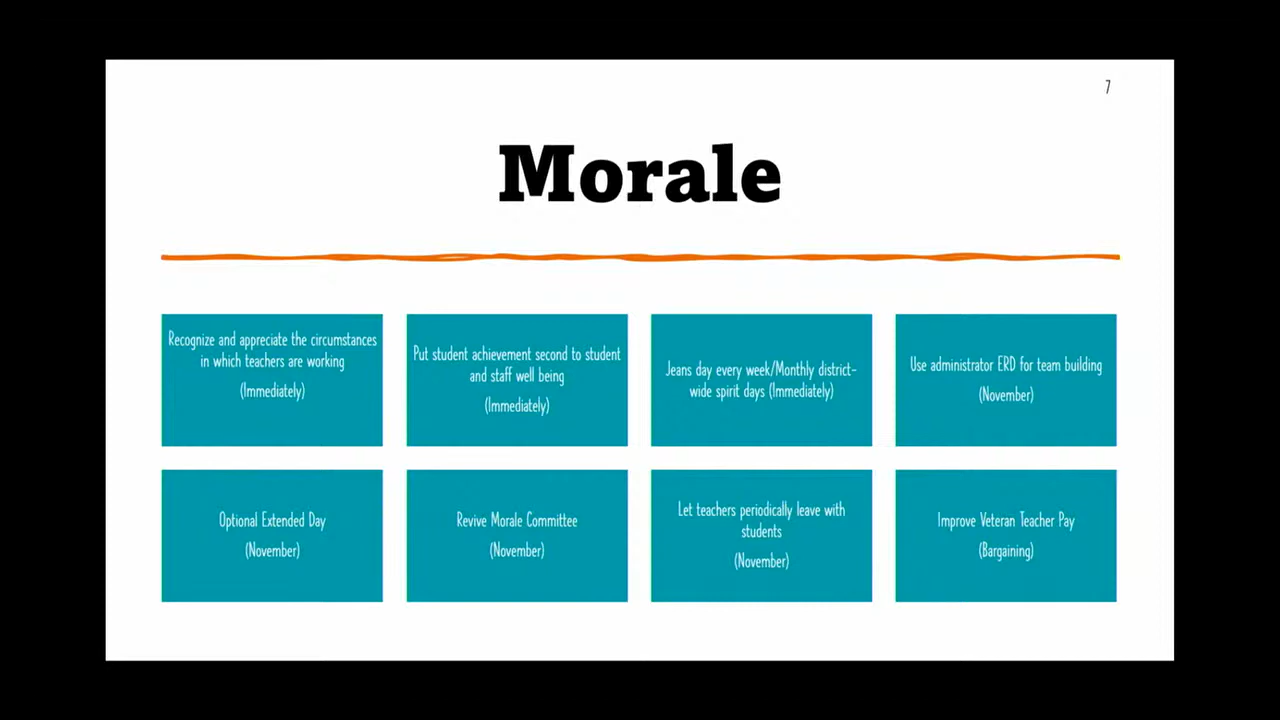 7
Morale
Recognize and appreciate the circumstances
in which teachers are working
(Immediately)
Put student achievement second to student
and staff well being
(Immediately)
Jeans day every week/Monthly district-
wide spirit days (Immediately)
Use administrator ERD for team building
(November)
Optional Extended Day
(November)
Revive Morale Committee
(November)
Let teachers periodically leave with
students
(November)
Improve Veteran Teacher Pay
(Bargaining)